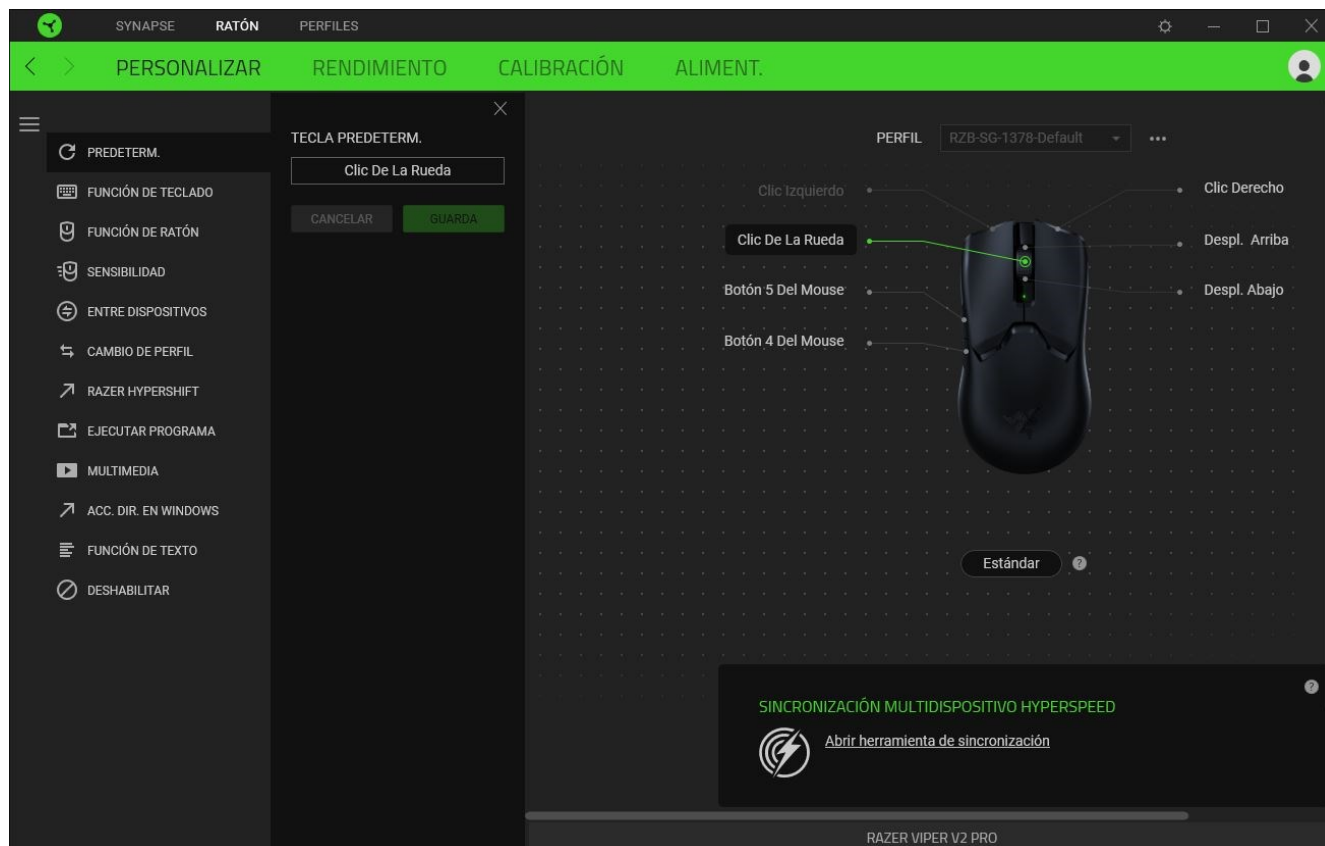 SYNAPSE RATÓN PERFILES
PERSONALIZAR RENDIMIENTO CALIBRACIÓN ALIMENT.
PREDETERM.
FUNCIÓN DE TECLADO
FUNCIÓN DE RATÓN
SENSIBILIDAD
ENTRE DISPOSITIVOS
CAMBIO DE PERFIL
RAZER HYPERSHIFT
EJECUTAR PROGRAMA
MULTIMEDIA
ACC. DIR. EN WINDOWS
FUNCIÓN DE TEXTO
DESHABILITAR
TECLA PREDETERM.
Clic De La Rueda
CANCELAR GUARDA
PERFIL RZB-SG-1378-Default
Clic Izquierdo
Clic De La Rueda
Botón 5 Del Mouse
Botón 4 Del Mouse
Clic Derecho
Despl. Arriba
Despl. Abajo
Estándar ?
?
SINCRONIZACIÓN MULTIDISPOSITIVO HYPERSPEED
Abrir herramienta de sincronización
RAZER VIPER V2 PRO